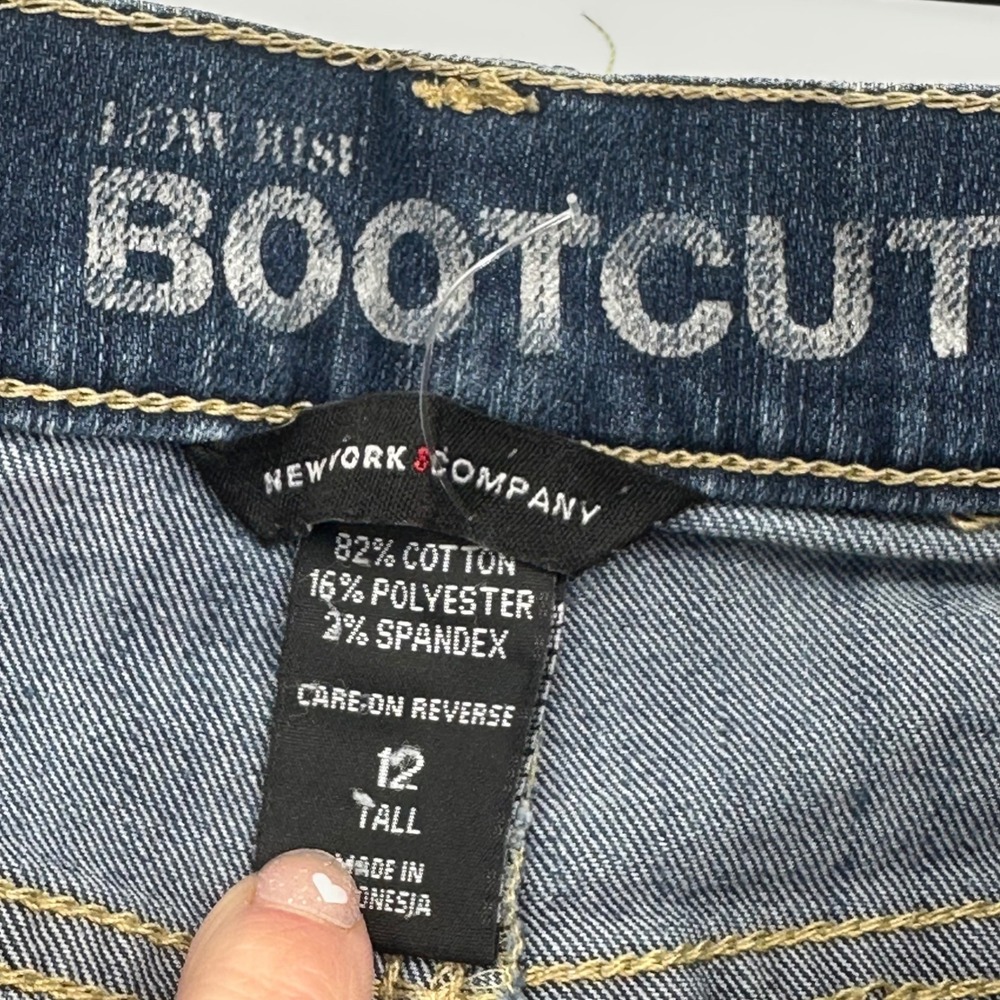 LOW RISE
BOOTCUT
NEW YORK & COMPANY
82% COTTON
16% POLYESTER
2% SPANDEX
CARE ON REVERSE
12
TALL
MADE IN
ONESIA